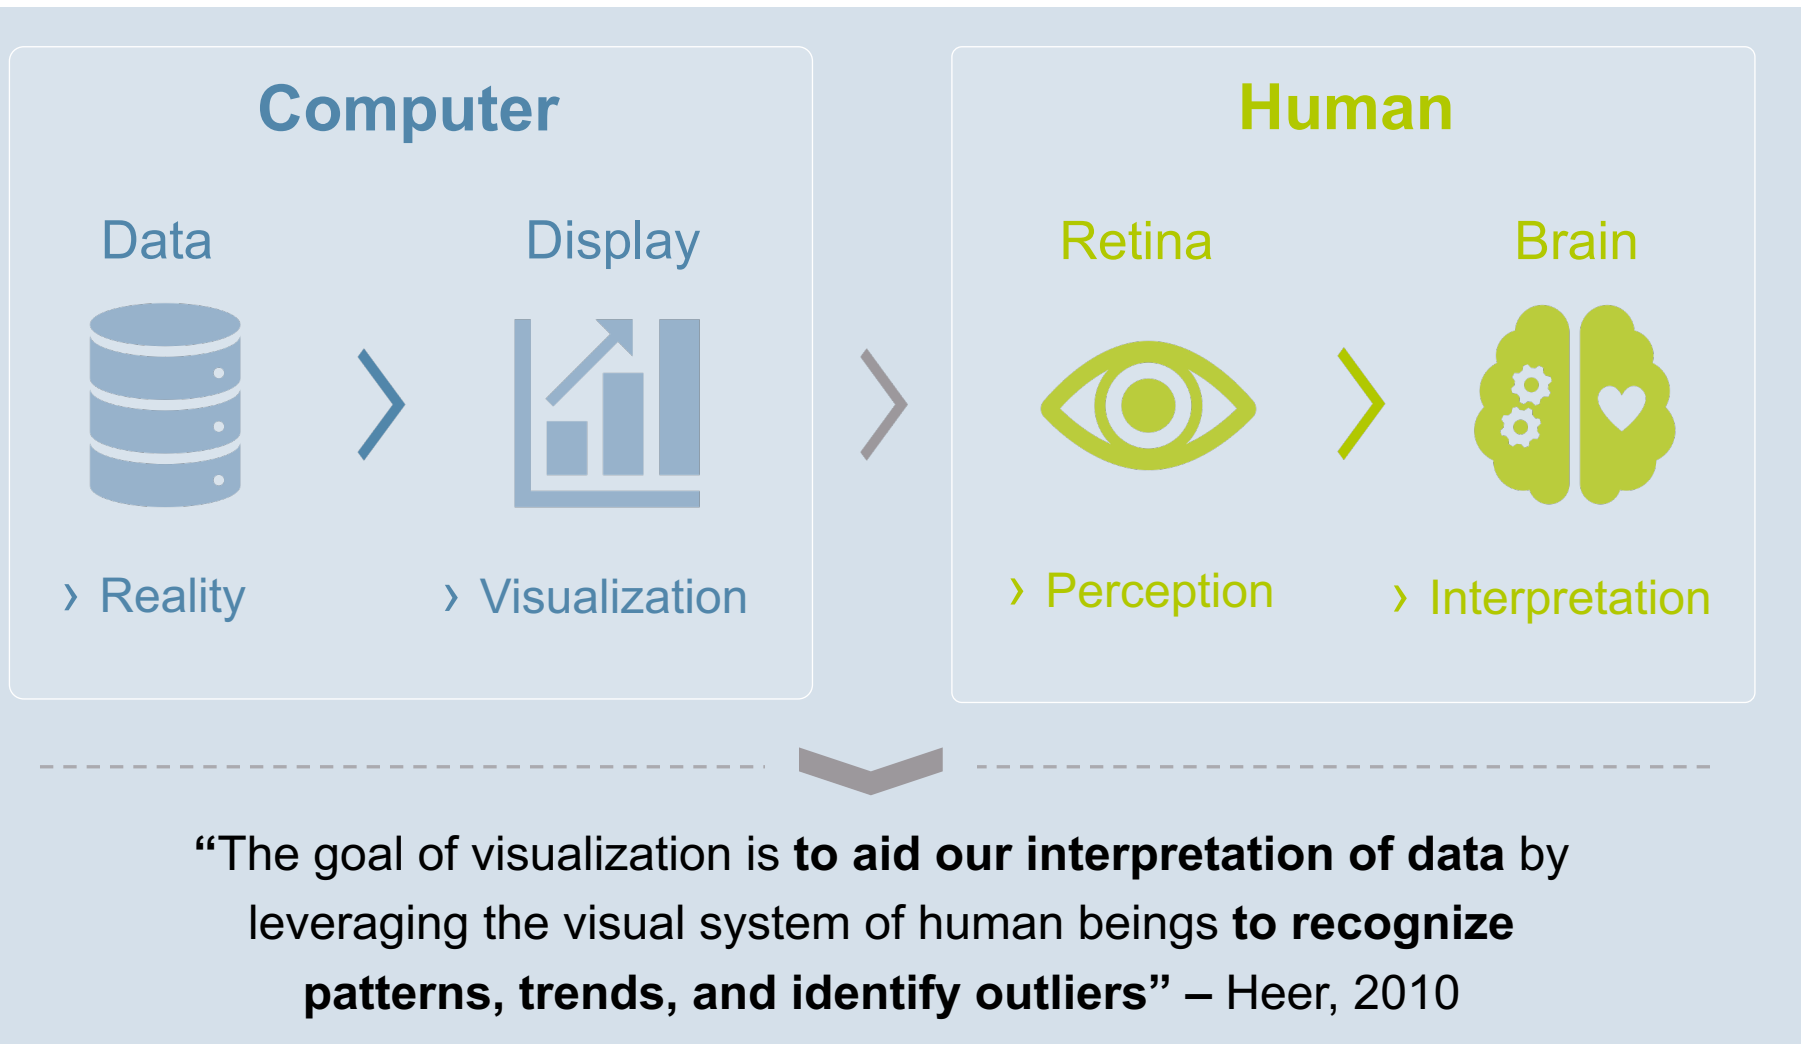 Computer
Human
Data
Display
Retina
Brain
› Reality
› Visualization
› Perception
› Interpretation
“The goal of visualization is to aid our interpretation of data by
leveraging the visual system of human beings to recognize
patterns, trends, and identify outliers” – Heer, 2010